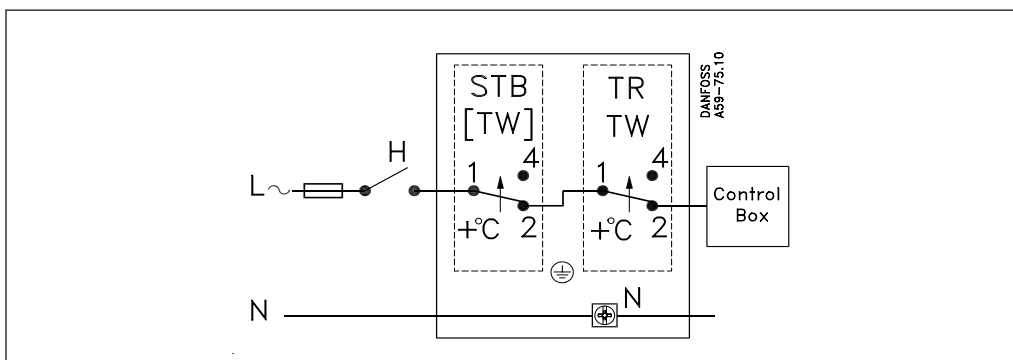 STB
[TW]
TR
TW
DANFOSS
A59-75.10
H
L
1
4
2
+°C
1
4
2
+°C
Control
Box
N
N